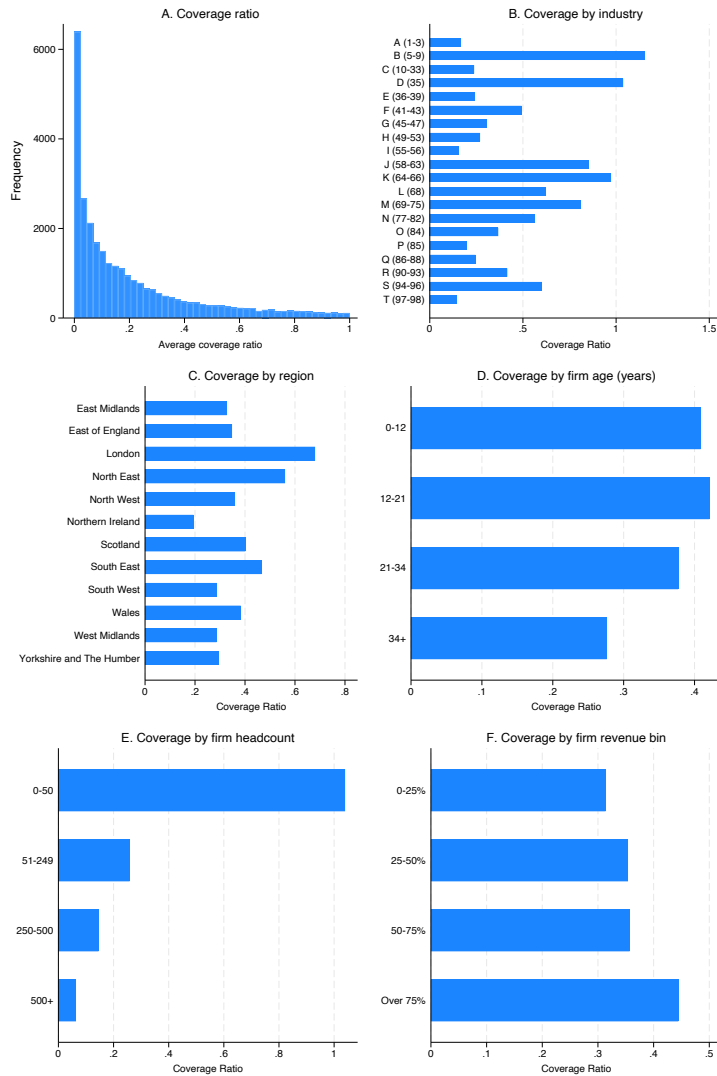 A. Coverage ratio
Frequency
6000
4000
2000
0
0 .2 .4 .6 .8 1
Average coverage ratio
B. Coverage by industry
A (1-3)
B (5-9)
C (10-33)
D (35)
E (36-39)
F (41-43)
G (45-47)
H (49-53)
I (55-56)
J (58-63)
K (64-66)
L (68)
M (69-75)
N (77-82)
O (84)
P (85)
Q (86-88)
R (90-93)
S (94-96)
T (97-98)
0 .5 1 1.5
Coverage Ratio
C. Coverage by region
East Midlands
East of England
London
North East
North West
Northern Ireland
Scotland
South East
South West
Wales
West Midlands
Yorkshire and The Humber
0 .2 .4 .6 .8
Coverage Ratio
D. Coverage by firm age (years)
0-12
12-21
21-34
34+
0 .1 .2 .3 .4
Coverage Ratio
E. Coverage by firm headcount
0-50
51-249
250-500
500+
0 .2 .4 .6 .8 1
Coverage Ratio
F. Coverage by firm revenue bin
0-25%
25-50%
50-75%
Over 75%
0 .1 .2 .3 .4 .5
Coverage Ratio